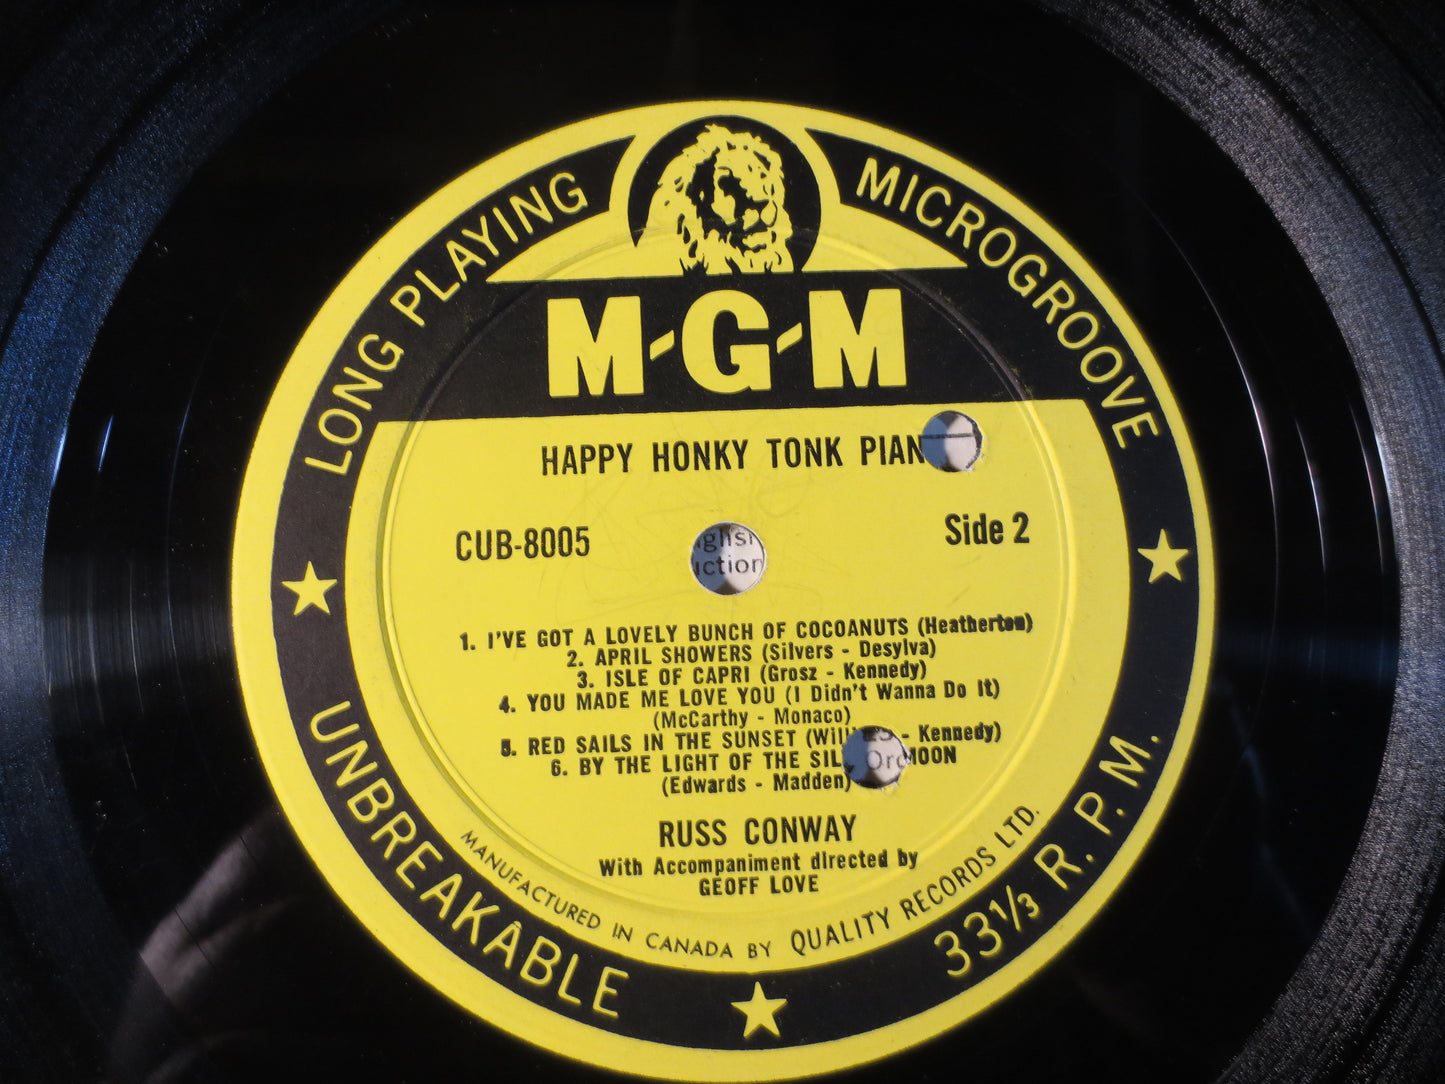 LONG PLAYING MICROGROOVE
M-G-M
HAPPY HONKY TONK PIAN
CUB-8005
Side 2
1. I'VE GOT A LOVELY BUNCH OF COCOANUTS (Heatherton)
2. APRIL SHOWERS (Silvers - Desylva)
3. ISLE OF CAPRI (Grosz - Kennedy)
4. YOU MADE ME LOVE YOU (I Didn't Wanna Do It)
(McCarthy - Monaco)
5. RED SAILS IN THE SUNSET (Will - Kennedy)
6. BY THE LIGHT OF THE SIL MOON
(Edwards - Madden)
RUSS CONWAY
With Accompaniment directed by
GEOFF LOVE
MANUFACTURED IN CANADA BY QUALITY RECORDS LTD.
UNBREAKABLE 33⅓ R.P.M.